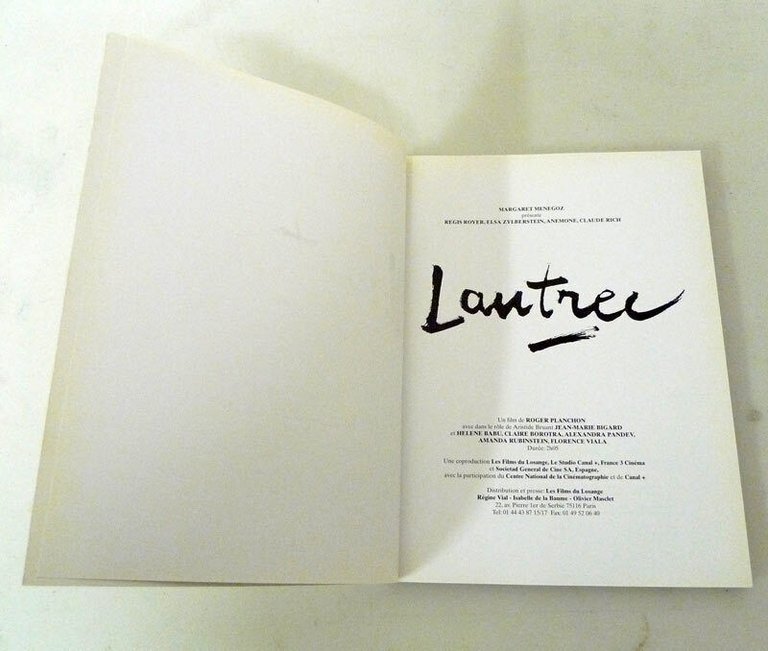 MARGARET MENEGOZ
présente
REGIS ROYER, ELSA ZYLBERSTEIN, ANEMONE, CLAUDE RICH
Lautrec
Un film de ROGER PLANCHON
avec dans le rôle de Aristide Bruant JEAN-MARIE BIGARD
et HELENE BABU, CLAIRE BOROTRA, ALEXANDRA PANDEV,
AMANDA RUBINSTEIN, FLORENCE VIALA
Durée: 2h05
Une coproduction Les Films du Losange, Le Studio Canal +, France 3 Cinéma
et Societad General de Cine SA, Espagne,
avec la participation du Centre National de la Cinématographie et de Canal +
Distribution et presse: Les Films du Losange
Régine Vial - Isabelle de la Baume - Olivier Masclet
22, av. Pierre 1er de Serbie 75116 Paris
Tel: 01 44 43 87 15/17 Fax: 01 49 52 06 40